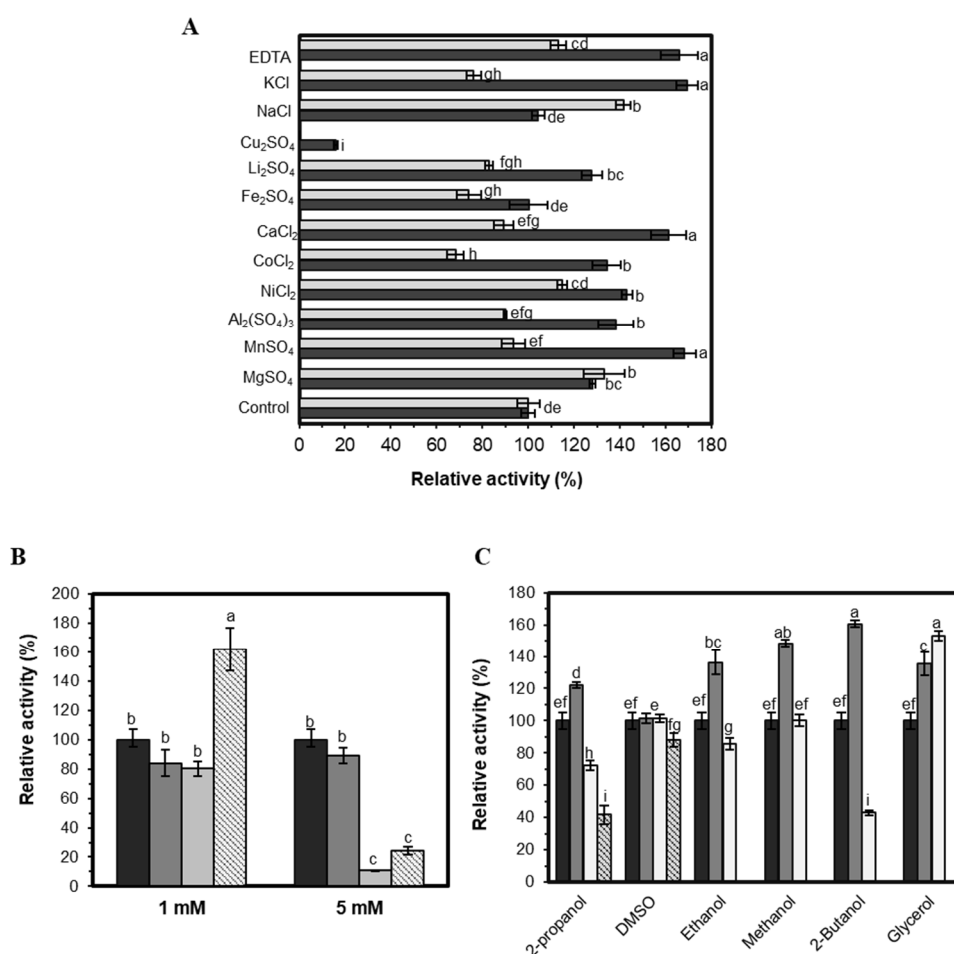 A
EDTA cd
a
KCl gh
a
NaCl b
de
Cu₂SO₄ i
Li₂SO₄ fgh
bc
Fe₂SO₄ gh
de
CaCl₂ efg
a
CoCl₂ h
b
NiCl₂ cd
b
Al₂(SO₄)₃ efg
b
MnSO₄ ef
a
MgSO₄ b
bc
Control de
0 20 40 60 80 100 120 140 160 180
Relative activity (%)
B
Relative activity (%)
200
180
160
140
120
100
80
60
40
20
0
b b b a
b b c c
1 mM 5 mM
C
Relative activity (%)
180
160
140
120
100
80
60
40
20
0
ef d h i
ef e fg
ef bc g
ef ab ef
ef a i
ef c a
2-propanol DMSO Ethanol Methanol 2-Butanol Glycerol